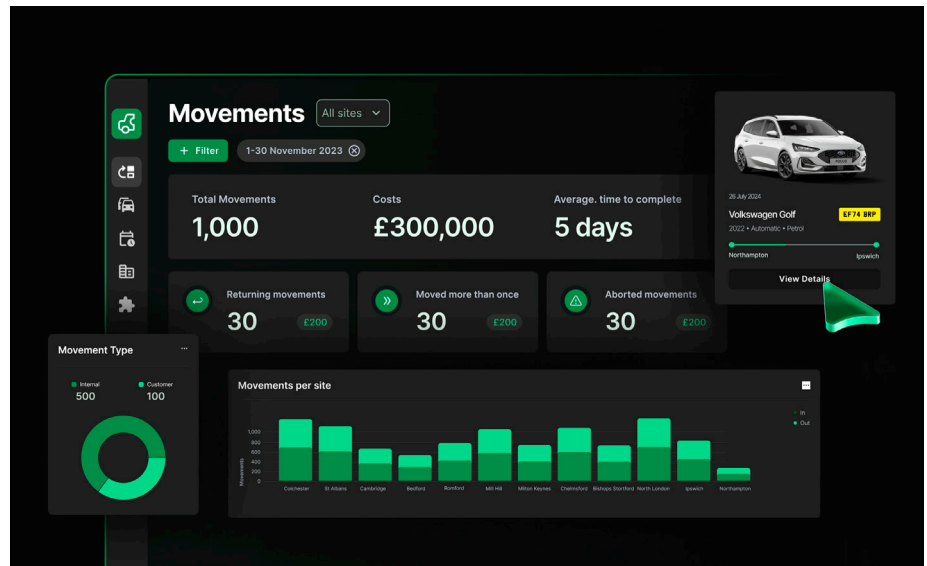 Movements
All sites
+ Filter
1-30 November 2023
Total Movements
1,000
Costs
£300,000
Average. time to complete
5 days
26 July 2024
Volkswagen Golf
EF74 BRP
2022 • Automatic • Petrol
Northampton
Ipswich
View Details
Returning movements
30
£200
Moved more than once
30
£200
Aborted movements
30
£200
Movement Type
Internal
500
Customer
100
Movements per site
In
Out
Movements
1,000
800
600
400
200
0
Colchester
St Albans
Cambridge
Bedford
Romford
Mill Hill
Milton Keynes
Chelmsford
Bishops Stortford
North London
Ipswich
Northampton